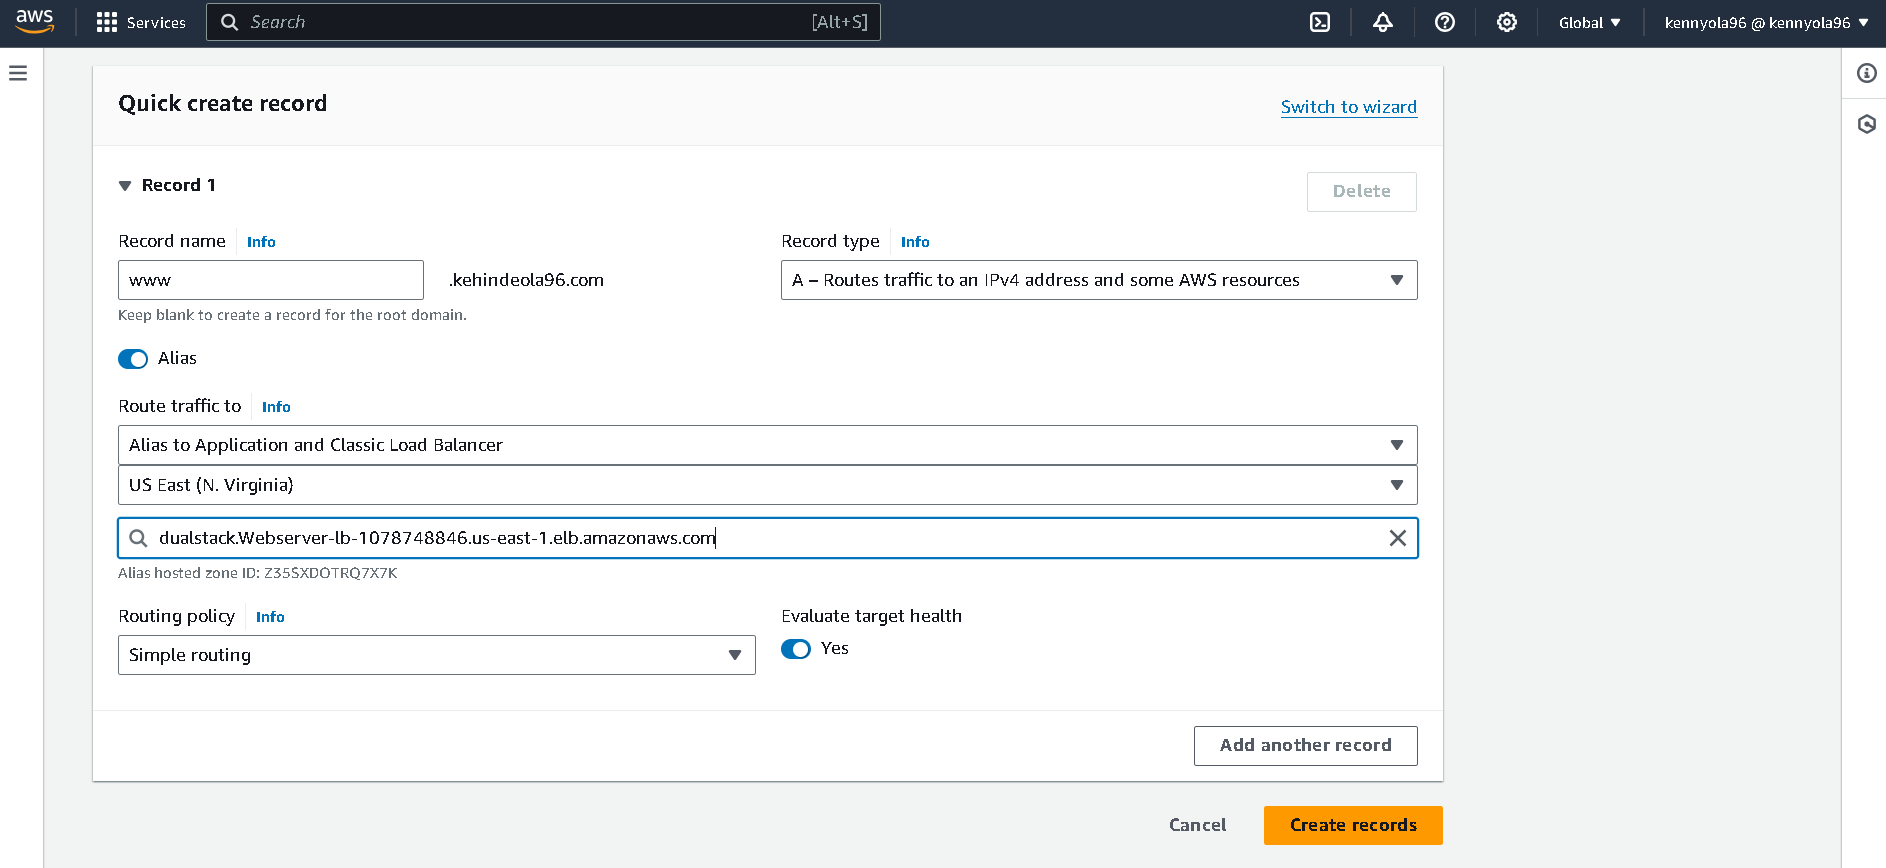 aws Services Search [Alt+S] Global kennyola96 @ kennyola96
Quick create record Switch to wizard
Record 1 Delete
Record name Info Record type Info
www .kehindeola96.com A – Routes traffic to an IPv4 address and some AWS resources
Keep blank to create a record for the root domain.
Alias
Route traffic to Info
Alias to Application and Classic Load Balancer
US East (N. Virginia)
dualstack.Webserver-lb-1078748846.us-east-1.elb.amazonaws.com
Alias hosted zone ID: Z35SXDOTRQ7X7K
Routing policy Info Evaluate target health
Simple routing Yes
Add another record
Cancel Create records